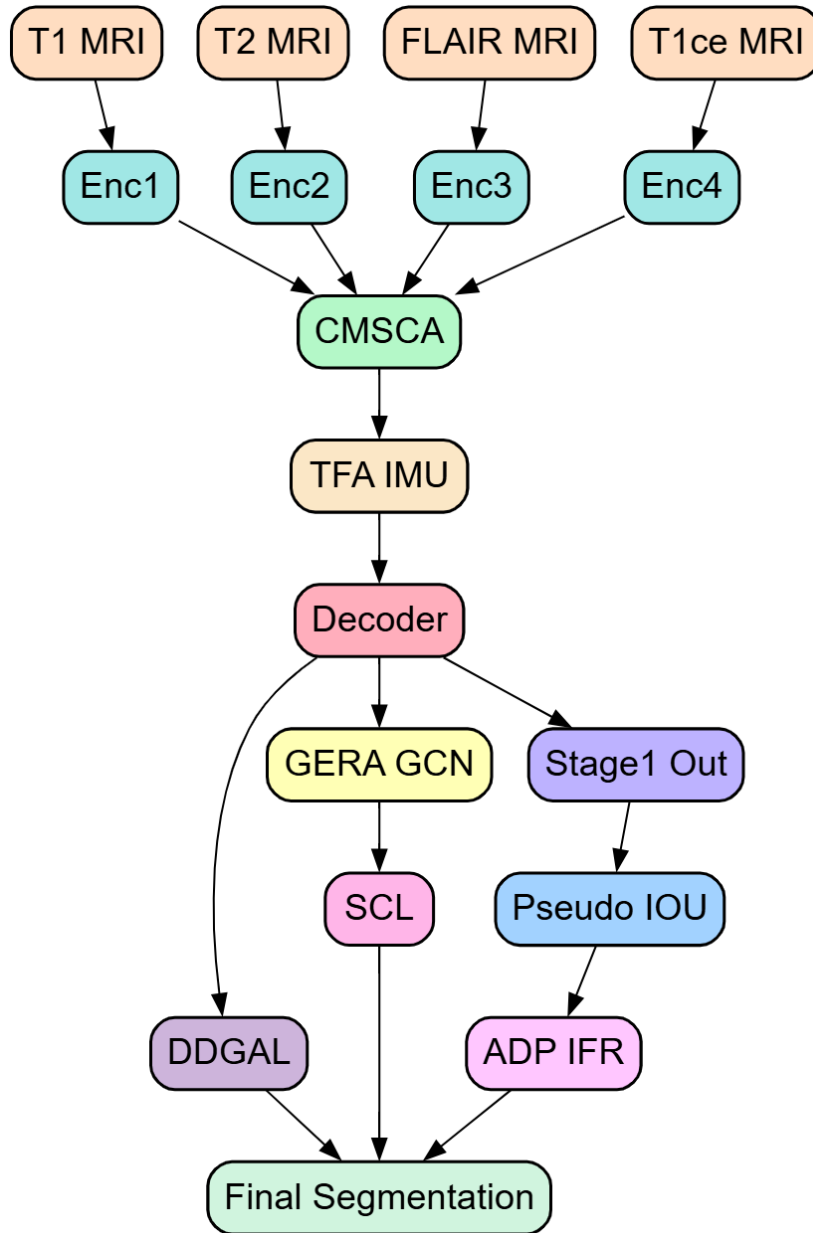 T1 MRI
T2 MRI
FLAIR MRI
T1ce MRI
Enc1
Enc2
Enc3
Enc4
CMSCA
TFA IMU
Decoder
GERA GCN
Stage1 Out
SCL
Pseudo IOU
DDGAL
ADP IFR
Final Segmentation